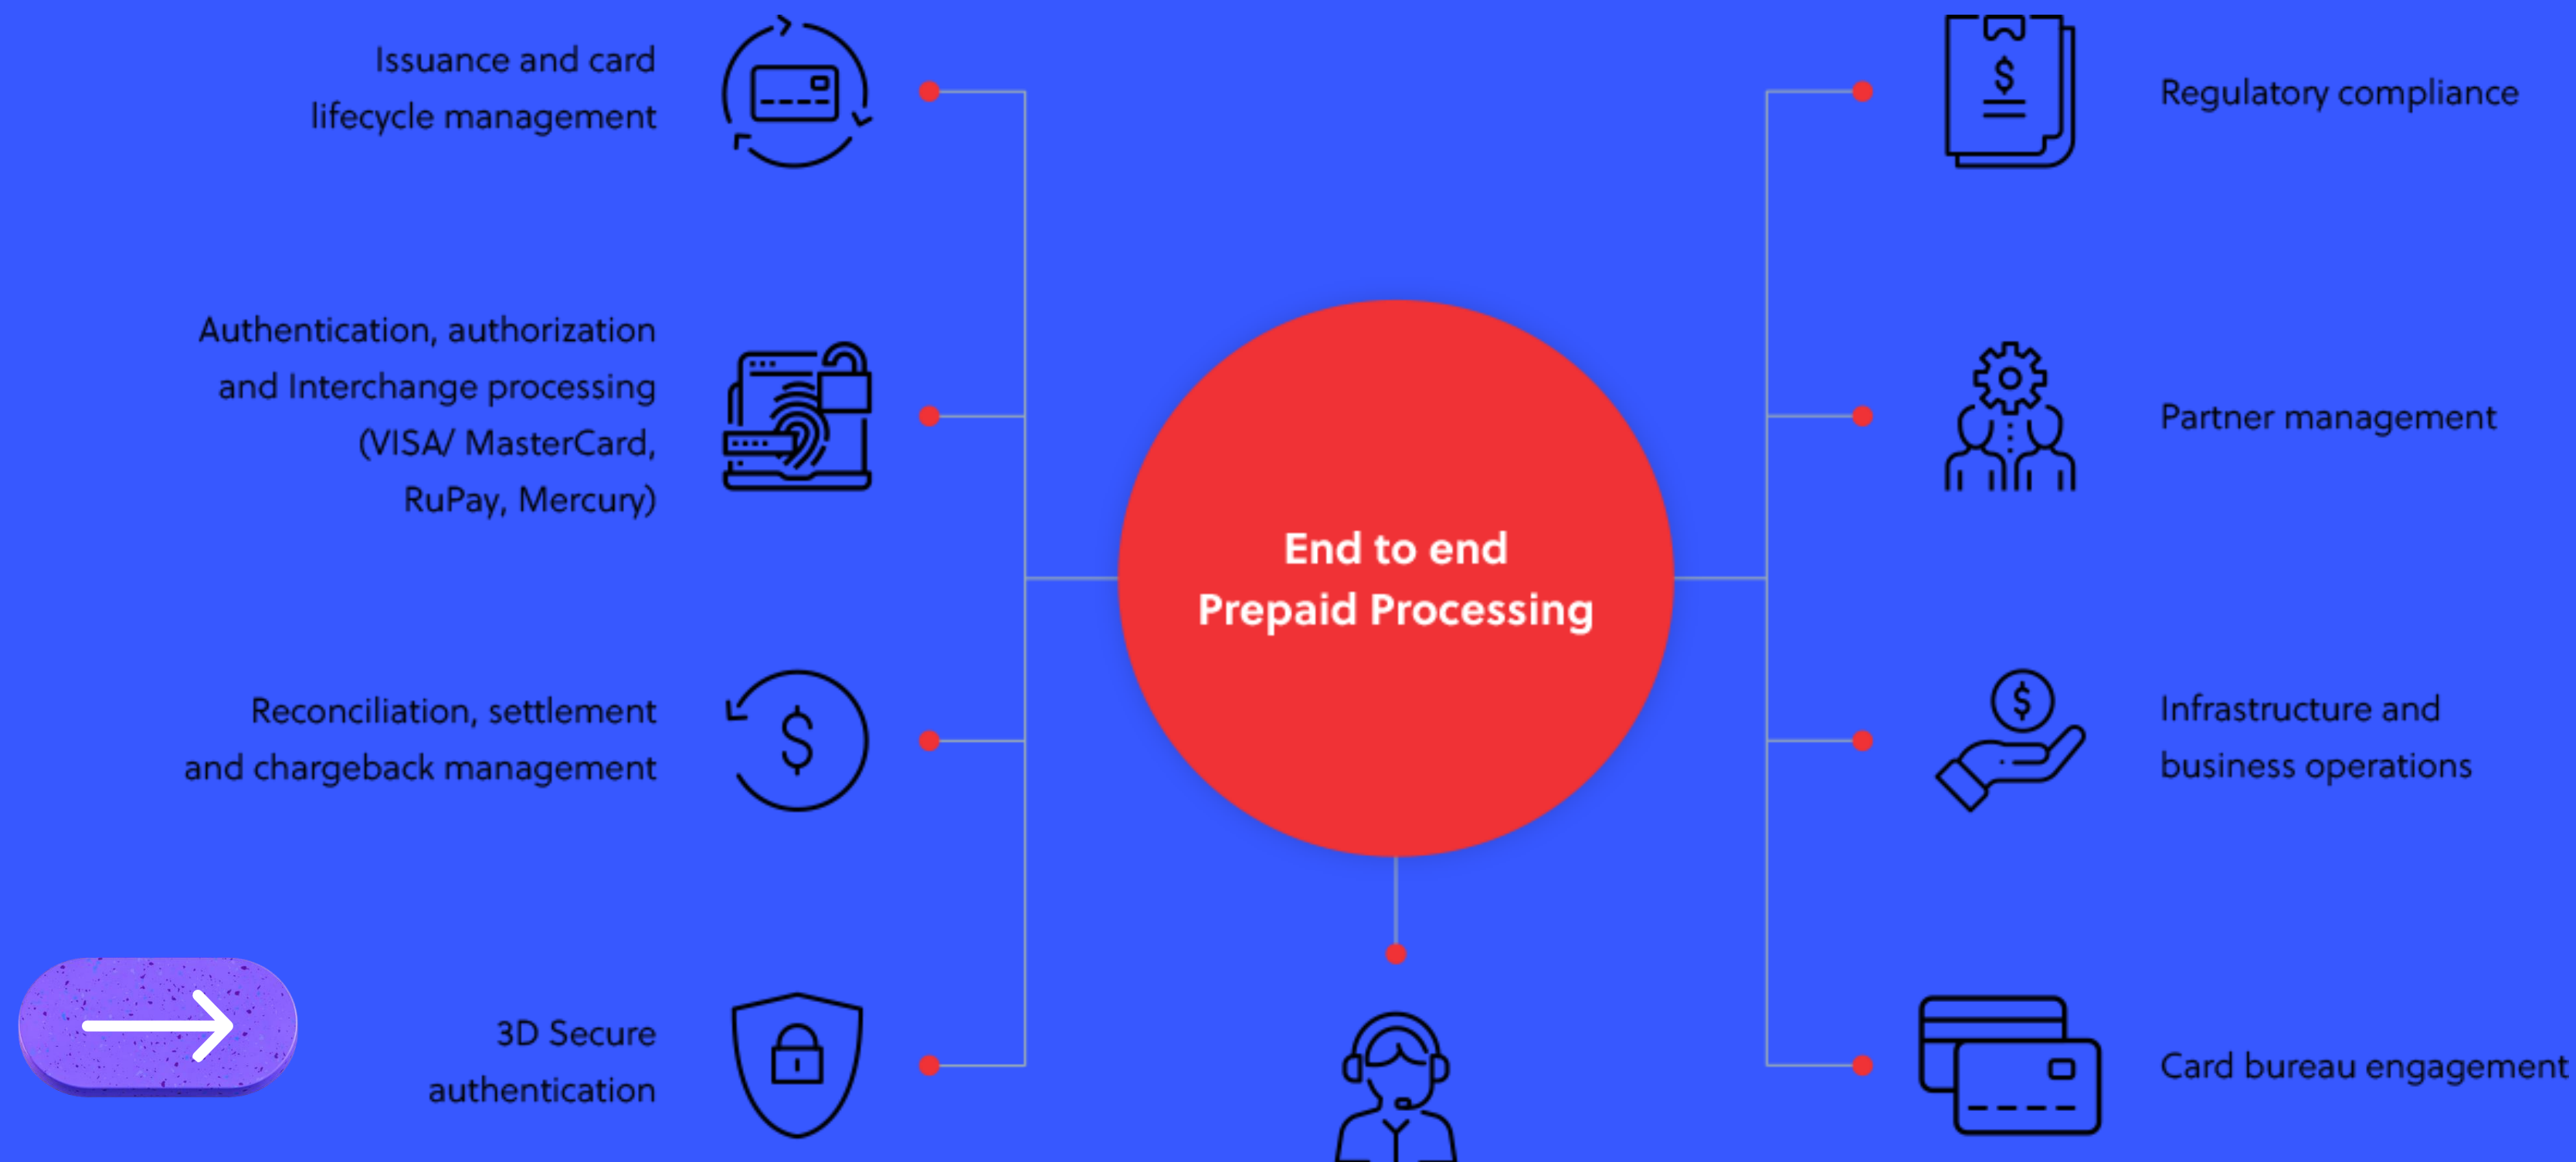 Issuance and card
lifecycle management
Authentication, authorization
and Interchange processing
(VISA/ MasterCard,
RuPay, Mercury)
Reconciliation, settlement
and chargeback management
3D Secure
authentication
End to end
Prepaid Processing
Regulatory compliance
Partner management
Infrastructure and
business operations
Card bureau engagement